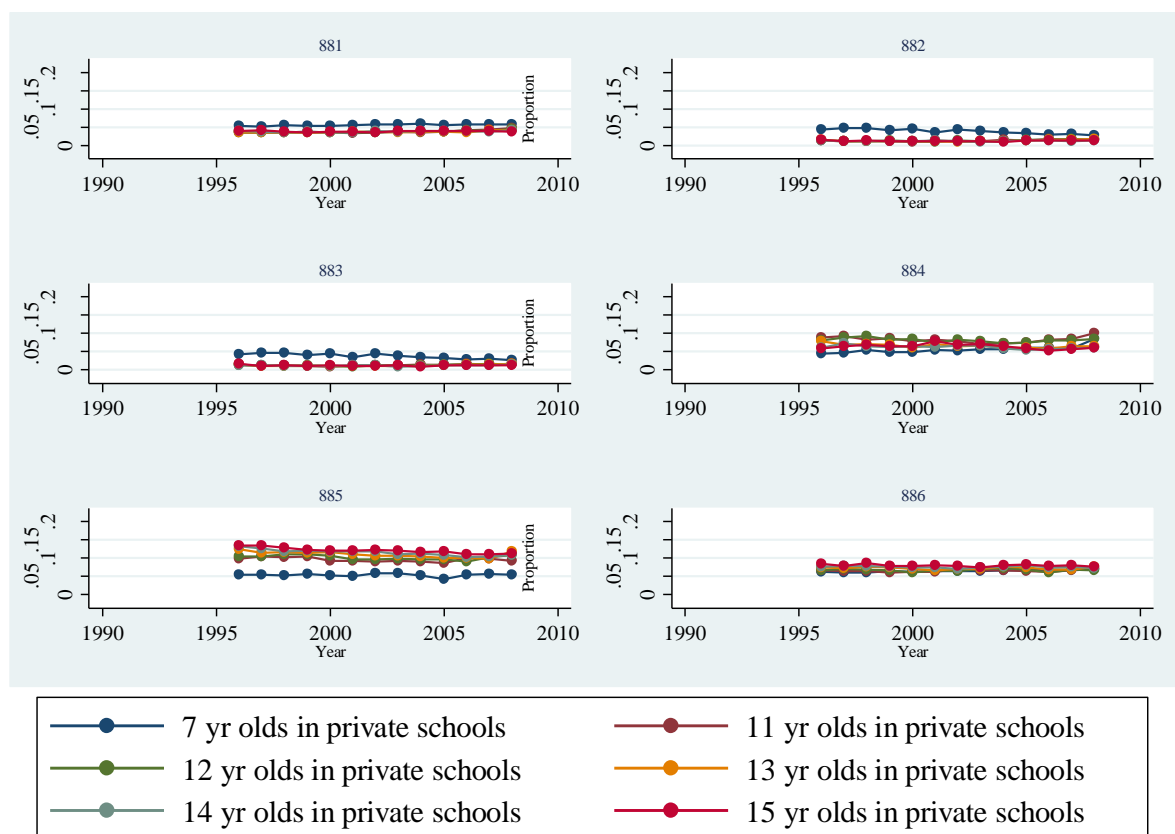 881
882
0 .05 .1 .15 .2
Proportion
0 .05 .1 .15 .2
1990 1995 2000 2005 2010
1990 1995 2000 2005 2010
Year
Year
883
884
0 .05 .1 .15 .2
Proportion
0 .05 .1 .15 .2
1990 1995 2000 2005 2010
1990 1995 2000 2005 2010
Year
Year
885
886
0 .05 .1 .15 .2
Proportion
0 .05 .1 .15 .2
1990 1995 2000 2005 2010
1990 1995 2000 2005 2010
Year
Year
7 yr olds in private schools
11 yr olds in private schools
12 yr olds in private schools
13 yr olds in private schools
14 yr olds in private schools
15 yr olds in private schools